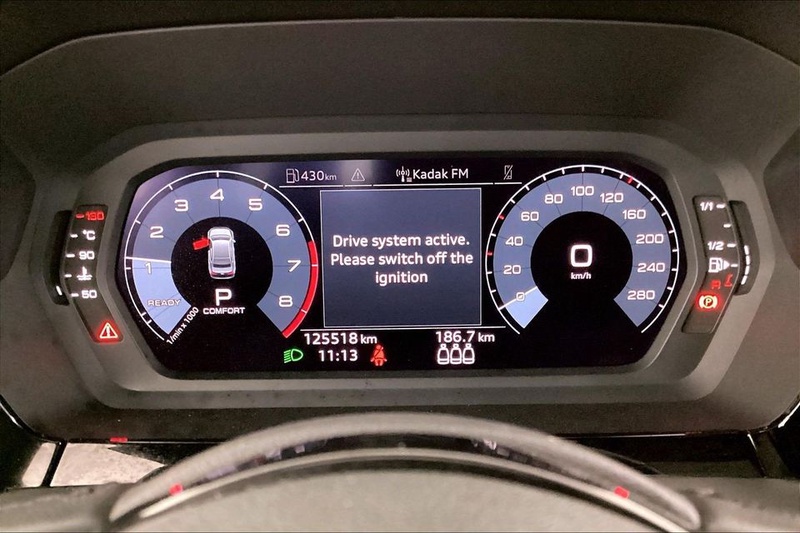 430km
Kadak FM
130
°C
90
50
1
2
3
4
5
6
7
8
READY
1/min x 1000
P
COMFORT
Drive system active.
Please switch off the
ignition
0
20
40
60
80
100
120
160
200
240
280
0
km/h
1/1
1/2
P
125518 km
186.7 km
11:13